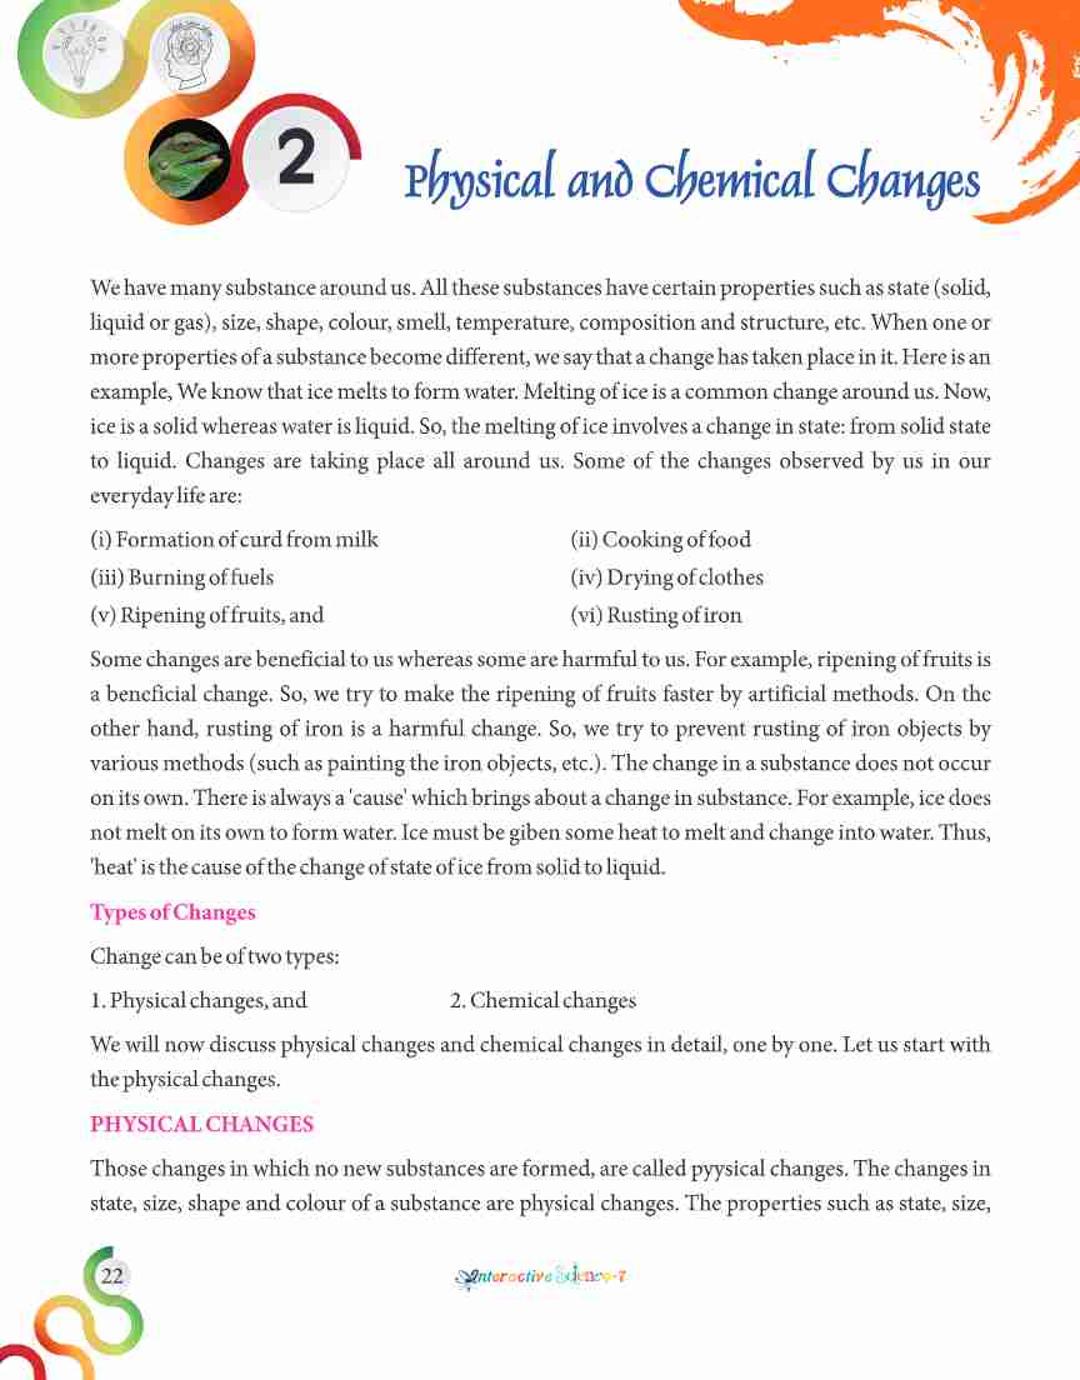 2
Physical and Chemical Changes
We have many substance around us. All these substances have certain properties such as state (solid,
liquid or gas), size, shape, colour, smell, temperature, composition and structure, etc. When one or
more properties of a substance become different, we say that a change has taken place in it. Here is an
example, We know that ice melts to form water. Melting of ice is a common change around us. Now,
ice is a solid whereas water is liquid. So, the melting of ice involves a change in state: from solid state
to liquid. Changes are taking place all around us. Some of the changes observed by us in our
everyday life are:
(i) Formation of curd from milk (ii) Cooking of food
(iii) Burning of fuels (iv) Drying of clothes
(v) Ripening of fruits, and (vi) Rusting of iron
Some changes are beneficial to us whereas some are harmful to us. For example, ripening of fruits is
a beneficial change. So, we try to make the ripening of fruits faster by artificial methods. On the
other hand, rusting of iron is a harmful change. So, we try to prevent rusting of iron objects by
various methods (such as painting the iron objects, etc.). The change in a substance does not occur
on its own. There is always a 'cause' which brings about a change in substance. For example, ice does
not melt on its own to form water. Ice must be giben some heat to melt and change into water. Thus,
'heat' is the cause of the change of state of ice from solid to liquid.
Types of Changes
Change can be of two types:
1. Physical changes, and 2. Chemical changes
We will now discuss physical changes and chemical changes in detail, one by one. Let us start with
the physical changes.
PHYSICAL CHANGES
Those changes in which no new substances are formed, are called pyysical changes. The changes in
state, size, shape and colour of a substance are physical changes. The properties such as state, size,
22
Interactive Science-7